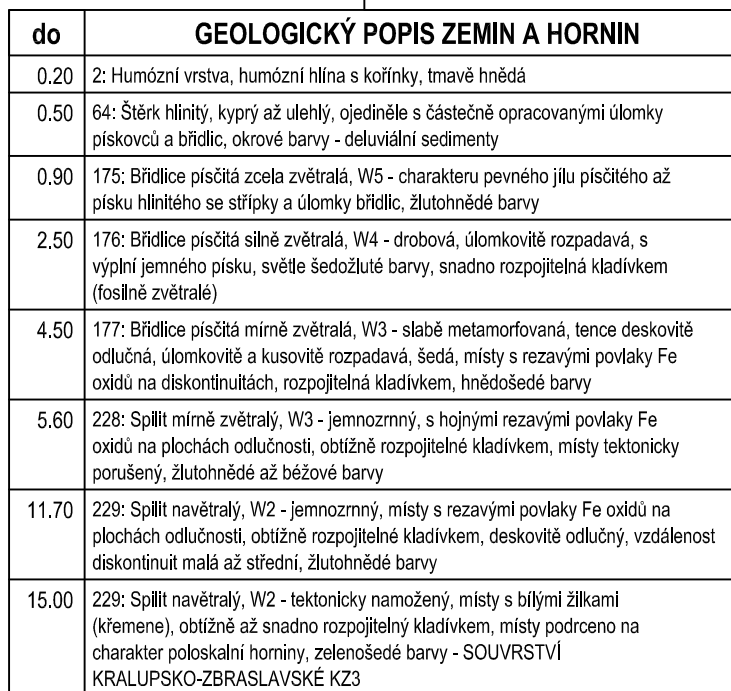 do GEOLOGICKÝ POPIS ZEMIN A HORNIN
0.20 2: Humózní vrstva, humózní hlína s kořínky, tmavě hnědá
0.50 64: Štěrk hlinitý, kyprý až ulehlý, ojediněle s částečně opracovanými úlomky
pískovců a břidlic, okrové barvy - deluviální sedimenty
0.90 175: Břidlice písčitá zcela zvětralá, W5 - charakteru pevného jílu písčitého až
písku hlinitého se střípky a úlomky břidlic, žlutohnědé barvy
2.50 176: Břidlice písčitá silně zvětralá, W4 - drobová, úlomkovitě rozpadavá, s
výplní jemného písku, světle šedožluté barvy, snadno rozpojitelná kladívkem
(fosilně zvětralé)
4.50 177: Břidlice písčitá mírně zvětralá, W3 - slabě metamorfovaná, tence deskovitě
odlučná, úlomkovitě a kusovitě rozpadavá, šedá, místy s rezavými povlaky Fe
oxidů na diskontinuitách, rozpojitelná kladívkem, hnědošedé barvy
5.60 228: Spilit mírně zvětralý, W3 - jemnozrnný, s hojnými rezavými povlaky Fe
oxidů na plochách odlučnosti, obtížně rozpojitelné kladívkem, místy tektonicky
porušený, žlutohnědé až béžové barvy
11.70 229: Spilit navětralý, W2 - jemnozrnný, místy s rezavými povlaky Fe oxidů na
plochách odlučnosti, obtížně rozpojitelné kladívkem, deskovitě odlučný, vzdálenost
diskontinuit malá až střední, žlutohnědé barvy
15.00 229: Spilit navětralý, W2 - tektonicky namožený, místy s bílými žilkami
(křemene), obtížně až snadno rozpojitelný kladívkem, místy podrceno na
charakter poloskalní horniny, zelenošedé barvy - SOUVRSTVÍ
KRALUPSKO-ZBRASLAVSKÉ KZ3